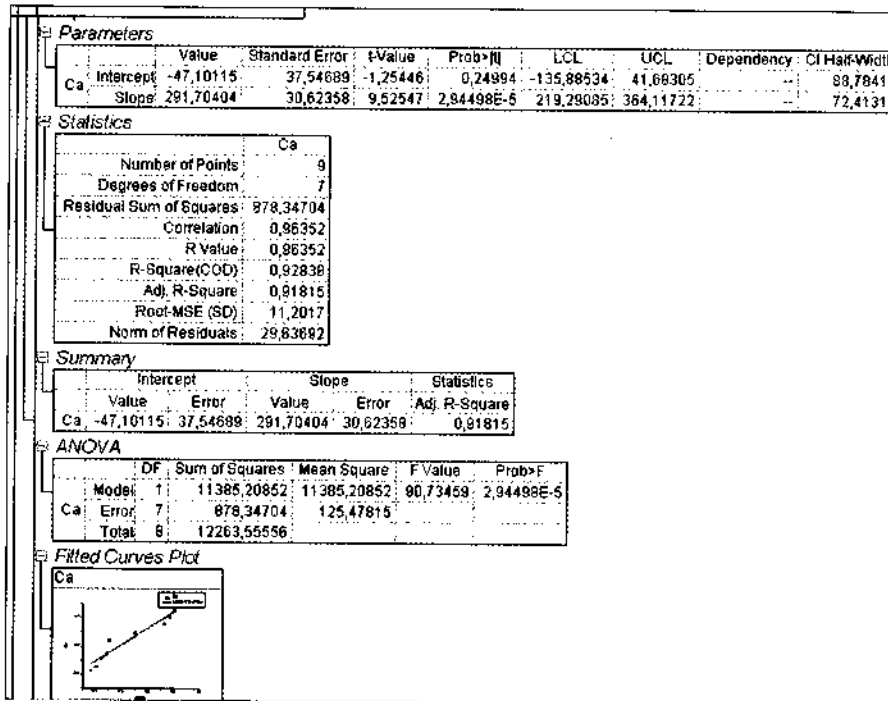 Parameters
Value Standard Error t-Value Prob>|t| LCL UCL Dependency CI Half-Width
Ca Intercept -47,10115 37,54689 -1,25446 0,24994 -135,88534 41,68305 -- 88,7841
Slope 291,70404 30,62358 9,52547 2,94498E-5 219,29085 364,11722 -- 72,4131
Statistics
Ca
Number of Points 9
Degrees of Freedom 7
Residual Sum of Squares 878,34704
Correlation 0,96352
R Value 0,96352
R-Square(COD) 0,92838
Adj. R-Square 0,91815
Root-MSE (SD) 11,2017
Norm of Residuals 29,63692
Summary
Intercept Slope Statistics
Value Error Value Error Adj. R-Square
Ca -47,10115 37,54689 291,70404 30,62358 0,91815
ANOVA
DF Sum of Squares Mean Square F Value Prob>F
Model 1 11385,20852 11385,20852 90,73459 2,94498E-5
Ca Error 7 878,34704 125,47815
Total 8 12263,55556
Fitted Curves Plot
Ca